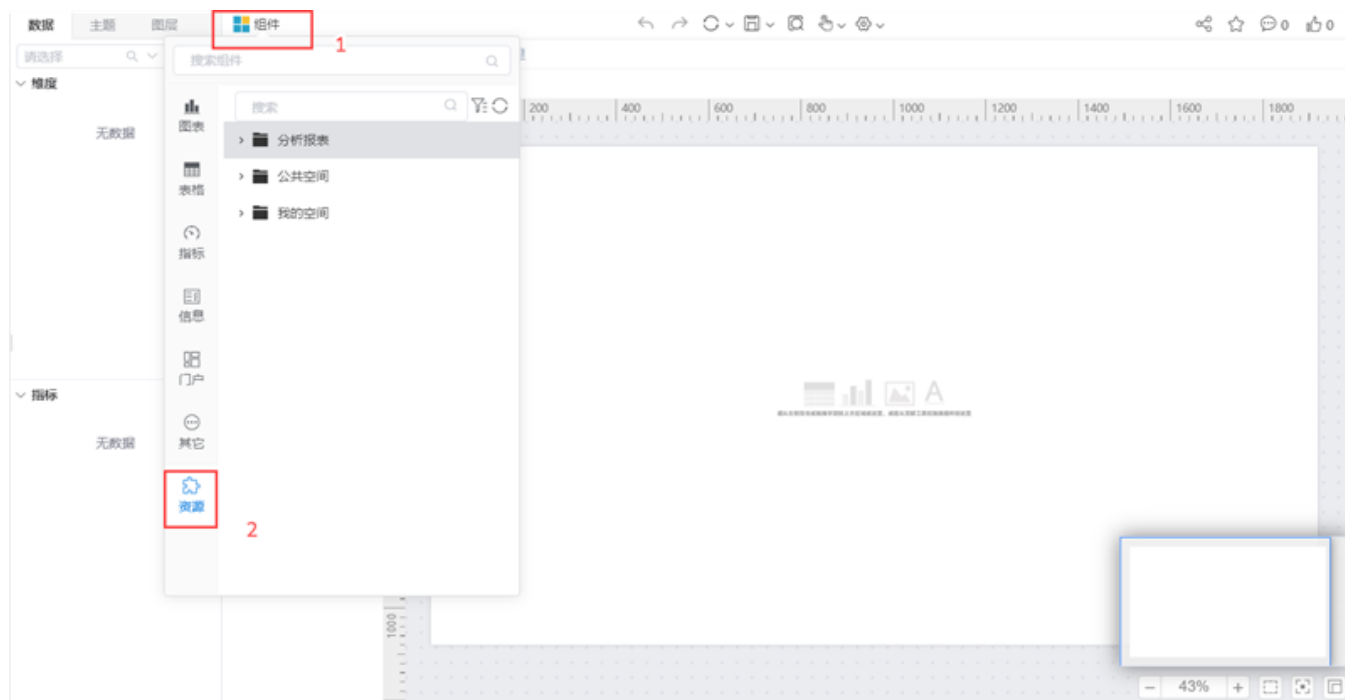 数据 主题 图层 组件 0 0
1
请选择
搜索组件
维度
搜索
200 400 600 800 1000 1200 1400 1600 1800
图表
无数据
分析报表
公共空间
表格
我的空间
指标
信息
门户
指标
无数据
其它
资源
2
1000
43%